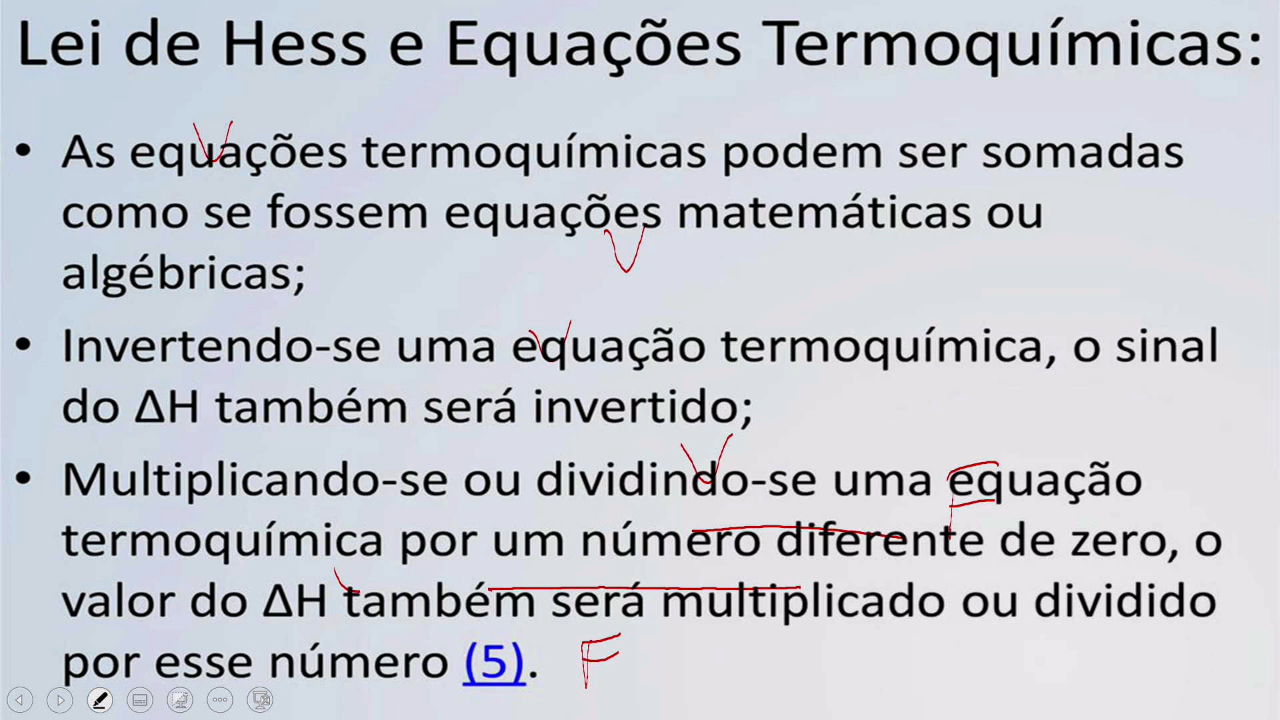 Lei de Hess e Equações Termoquímicas:
• As equações termoquímicas podem ser somadas
como se fossem equações matemáticas ou
algébricas;
• Invertendo-se uma equação termoquímica, o sinal
do ΔH também será invertido;
• Multiplicando-se ou dividindo-se uma equação
termoquímica por um número diferente de zero, o
valor do ΔH também será multiplicado ou dividido
por esse número (5).
V
V
V
V
F
F